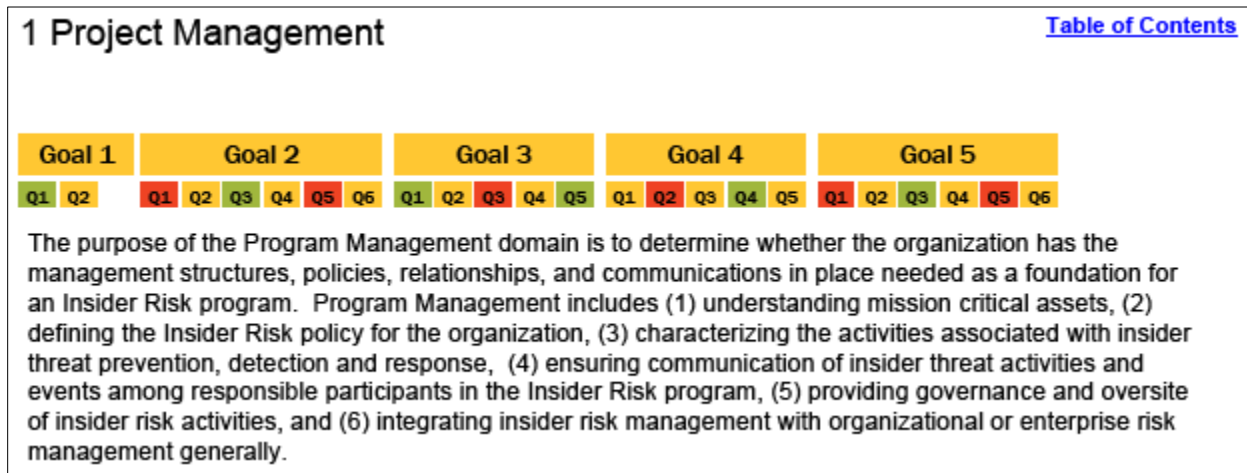 1 Project Management
Table of Contents
Goal 1 Goal 2 Goal 3 Goal 4 Goal 5
Q1 Q2 Q1 Q2 Q3 Q4 Q5 Q6 Q1 Q2 Q3 Q4 Q5 Q1 Q2 Q3 Q4 Q5 Q1 Q2 Q3 Q4 Q5 Q6
The purpose of the Program Management domain is to determine whether the organization has the
management structures, policies, relationships, and communications in place needed as a foundation for
an Insider Risk program.  Program Management includes (1) understanding mission critical assets, (2)
defining the Insider Risk policy for the organization, (3) characterizing the activities associated with insider
threat prevention, detection and response,  (4) ensuring communication of insider threat activities and
events among responsible participants in the Insider Risk program, (5) providing governance and oversite
of insider risk activities, and (6) integrating insider risk management with organizational or enterprise risk
management generally.